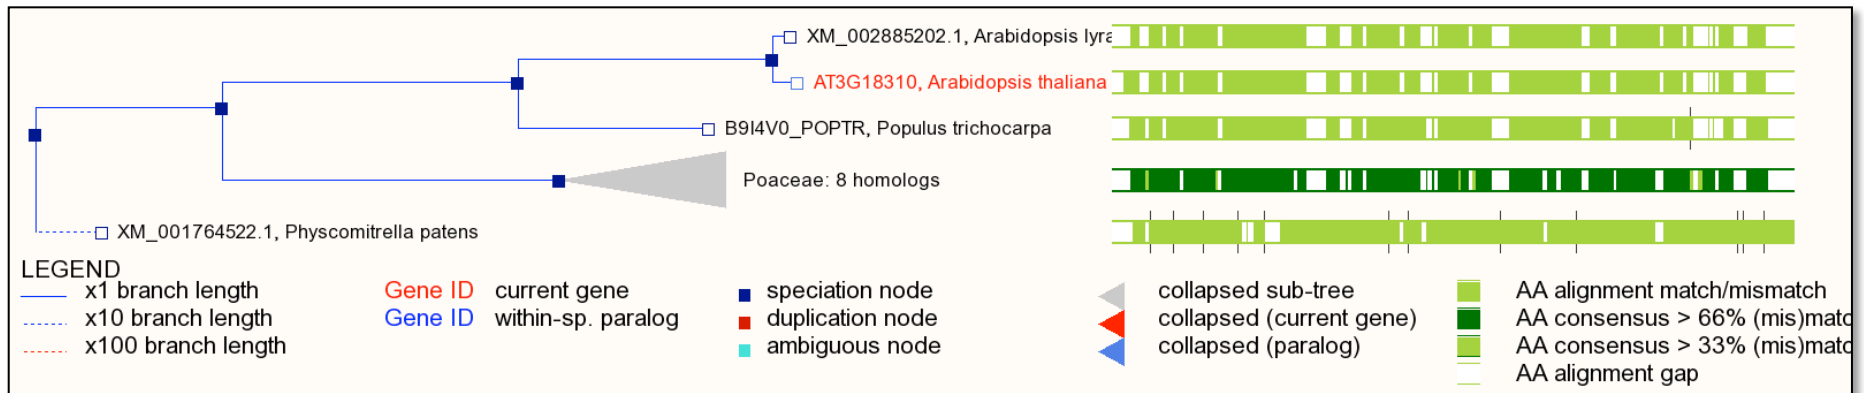 XM_002885202.1, Arabidopsis lyra
AT3G18310, Arabidopsis thaliana
B9I4V0_POPTR, Populus trichocarpa
Poaceae: 8 homologs
XM_001764522.1, Physcomitrella patens
LEGEND
x1 branch length
x10 branch length
x100 branch length
Gene ID current gene
Gene ID within-sp. paralog
speciation node
duplication node
ambiguous node
collapsed sub-tree
collapsed (current gene)
collapsed (paralog)
AA alignment match/mismatch
AA consensus > 66% (mis)matc
AA consensus > 33% (mis)matc
AA alignment gap